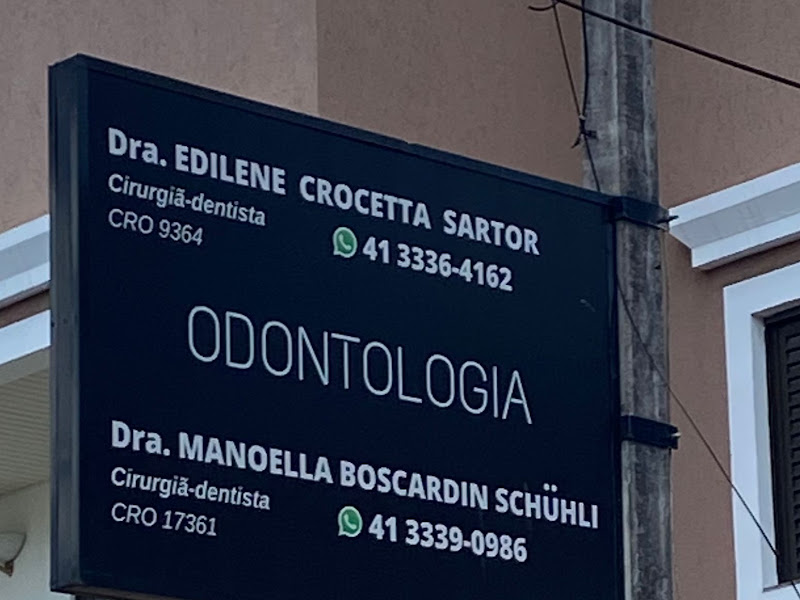 Dra. EDILENE CROCETTA SARTOR
Cirurgiã-dentista
CRO 9364
41 3336-4162
ODONTOLOGIA
Dra. MANOELLA BOSCARDIN SCHÜHLI
Cirurgiã-dentista
CRO 17361
41 3339-0986